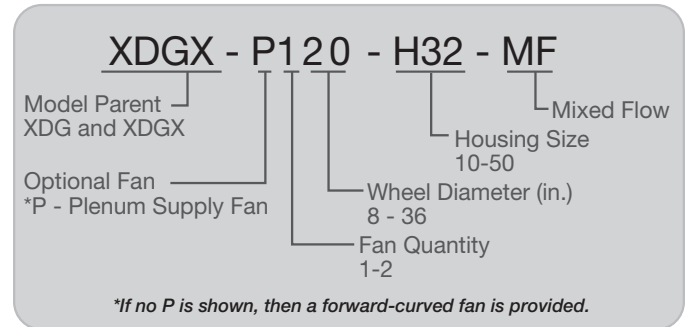 XDGX - P120 - H32 - MF
Model Parent
XDG and XDGX
Mixed Flow
Housing Size
10-50
Optional Fan
*P - Plenum Supply Fan
Wheel Diameter (in.)
8 - 36
Fan Quantity
1-2
*If no P is shown, then a forward-curved fan is provided.